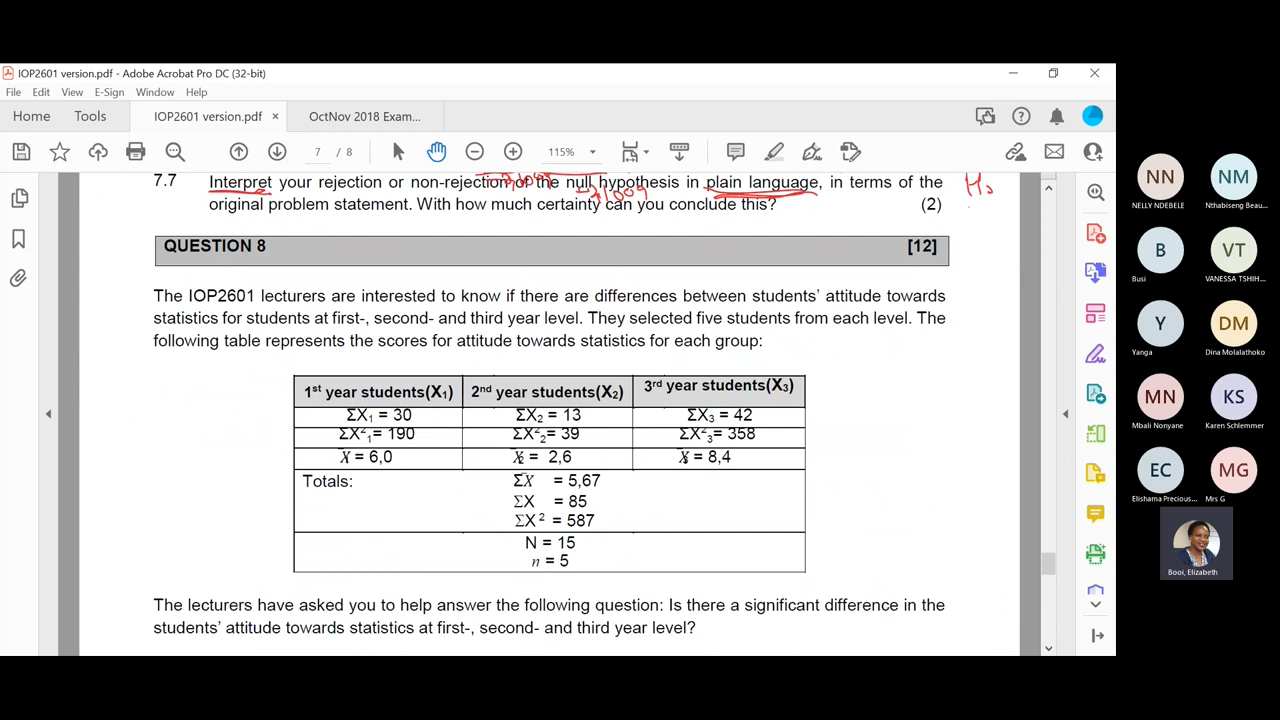 IOP2601 version.pdf - Adobe Acrobat Pro DC (32-bit)
File Edit View E-Sign Window Help
Home Tools IOP2601 version.pdf × OctNov 2018 Exam...
7 / 8 115%
7.7 Interpret your rejection or non-rejection o the null hypothesis in plain language, in terms of the
original problem statement. With how much certainty can you conclude this? (2)
H₀
QUESTION 8 [12]
The IOP2601 lecturers are interested to know if there are differences between students' attitude towards
statistics for students at first-, second- and third year level. They selected five students from each level. The
following table represents the scores for attitude towards statistics for each group:
1st year students(X₁) 2nd year students(X₂) 3rd year students(X₃)
ΣX₁ = 30 ΣX₂ = 13 ΣX₃ = 42
ΣX²₁= 190 ΣX²₂= 39 ΣX²₃= 358
X̄ = 6,0 X̄₂ = 2,6 X̄₃ = 8,4
Totals: ΣX̄ = 5,67
ΣX = 85
ΣX² = 587
N = 15
n = 5
The lecturers have asked you to help answer the following question: Is there a significant difference in the
students' attitude towards statistics at first-, second- and third year level?
NN NM
NELLY NDEBELE Nthabiseng Beau...
B VT
Busi VANESSA TSHIH...
Y DM
Yanga Dina Molalathoko
MN KS
Mbali Nonyane Karen Schlemmer
EC MG
Elishama Precious... Mrs G
Booi, Elizabeth